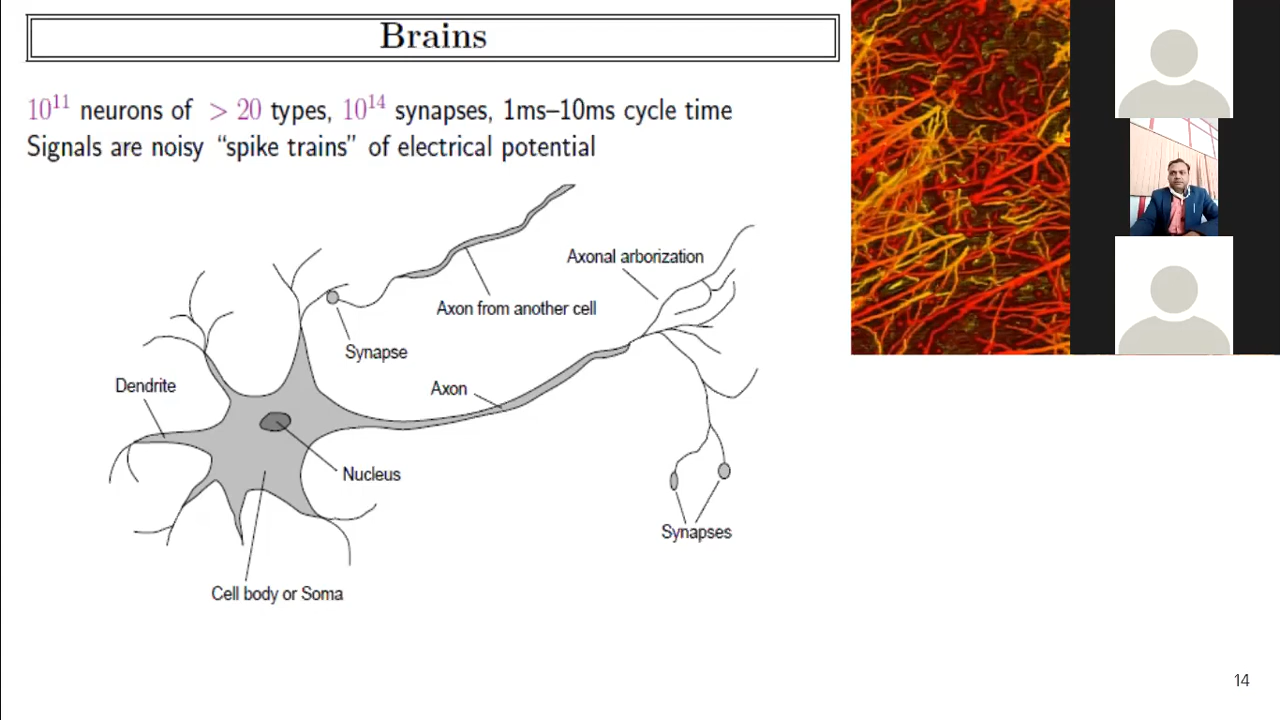 Brains
10¹¹ neurons of > 20 types, 10¹⁴ synapses, 1ms–10ms cycle time
Signals are noisy “spike trains” of electrical potential
Axonal arborization
Axon from another cell
Synapse
Dendrite
Axon
Nucleus
Synapses
Cell body or Soma
14